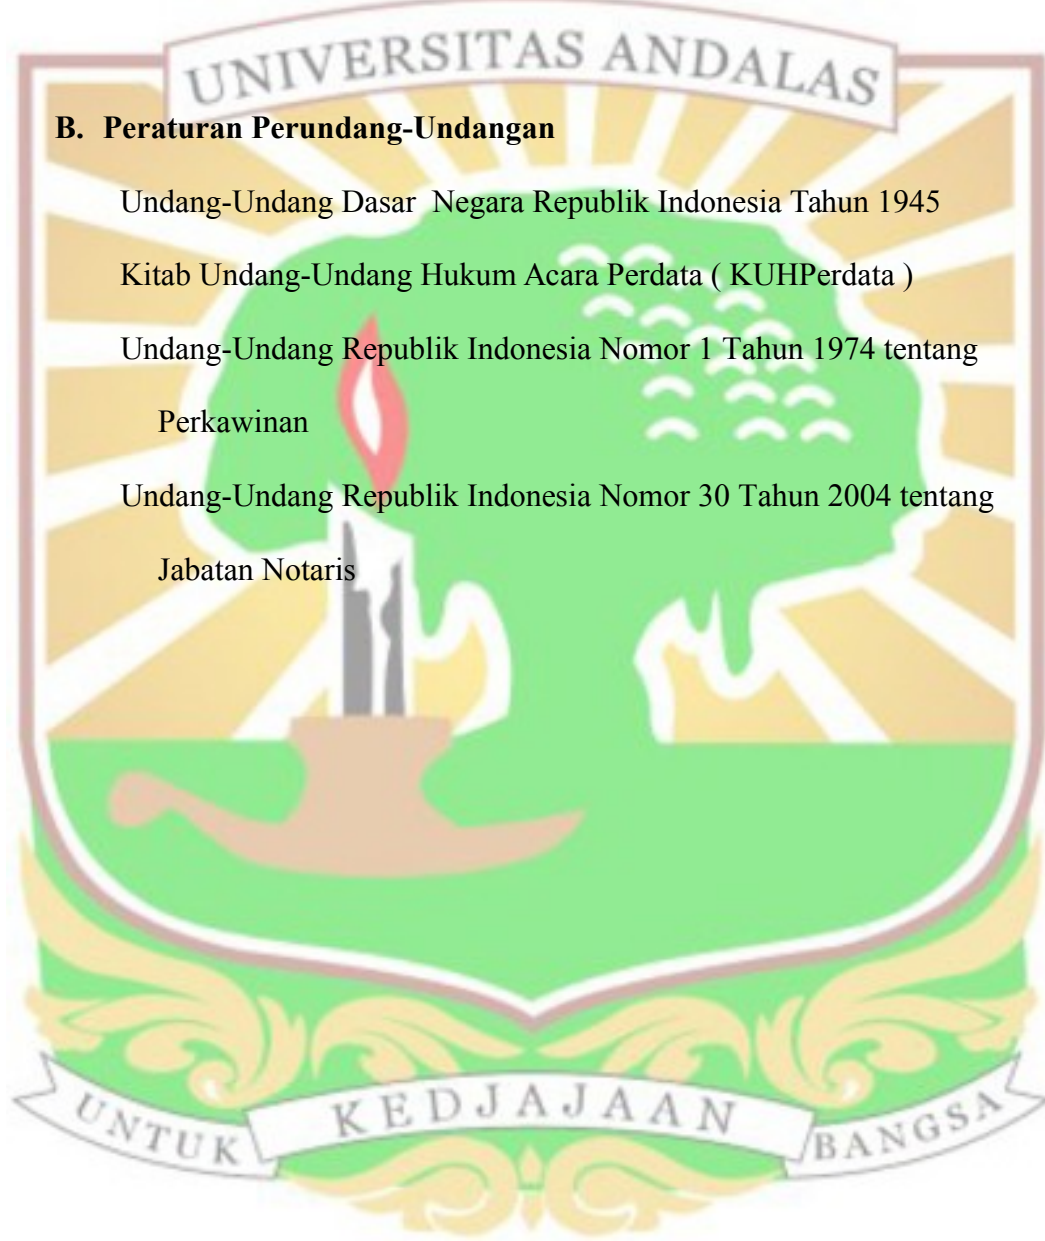 UNIVERSITAS ANDALAS
B. Peraturan Perundang-Undangan
Undang-Undang Dasar Negara Republik Indonesia Tahun 1945
Kitab Undang-Undang Hukum Acara Perdata ( KUHPerdata )
Undang-Undang Republik Indonesia Nomor 1 Tahun 1974 tentang
Perkawinan
Undang-Undang Republik Indonesia Nomor 30 Tahun 2004 tentang
Jabatan Notaris
UNTUK KEDJAJAAN BANGSA